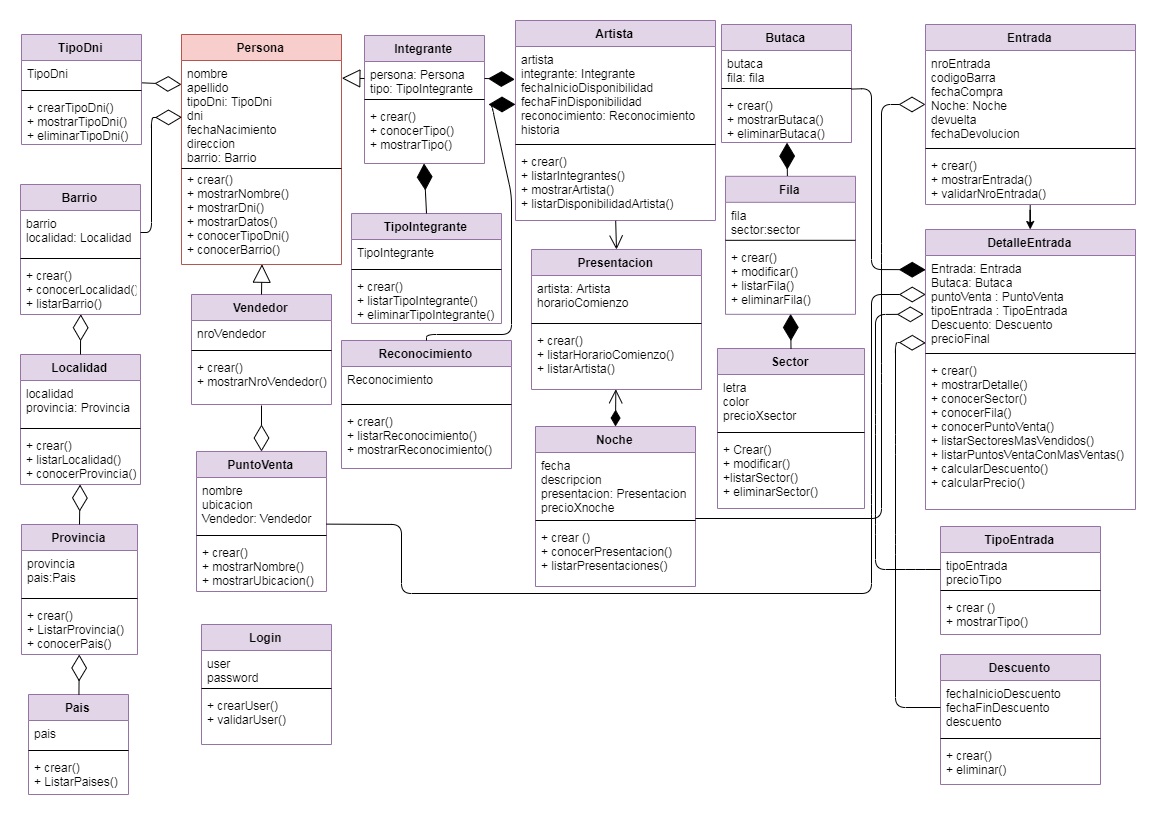 TipoDni
TipoDni
+ crearTipoDni()
+ mostrarTipoDni()
+ eliminarTipoDni()
Persona
nombre
apellido
tipoDni: TipoDni
dni
fechaNacimiento
direccion
barrio: Barrio
+ crear()
+ mostrarNombre()
+ mostrarDni()
+ mostrarDatos()
+ conocerTipoDni()
+ conocerBarrio()
Integrante
persona: Persona
tipo: TipoIntegrante
+ crear()
+ conocerTipo()
+ mostrarTipo()
Artista
artista
integrante: Integrante
fechaInicioDisponibilidad
fechaFinDisponibilidad
reconocimiento: Reconocimiento
historia
+ crear()
+ listarIntegrantes()
+ mostrarArtista()
+ listarDisponibilidadArtista()
Butaca
butaca
fila: fila
+ crear()
+ mostrarButaca()
+ eliminarButaca()
Entrada
nroEntrada
codigoBarra
fechaCompra
Noche: Noche
devuelta
fechaDevolucion
+ crear()
+ mostrarEntrada()
+ validarNroEntrada()
Barrio
barrio
localidad: Localidad
+ crear()
+ conocerLocalidad()
+ listarBarrio()
TipoIntegrante
TipoIntegrante
+ crear()
+ listarTipoIntegrante()
+ eliminarTipoIntegrante()
Fila
fila
sector:sector
+ crear()
+ modificar()
+ listarFila()
+ eliminarFila()
Presentacion
artista: Artista
horarioComienzo
+ crear()
+ listarHorarioComienzo()
+ listarArtista()
DetalleEntrada
Entrada: Entrada
Butaca: Butaca
puntoVenta : PuntoVenta
tipoEntrada : TipoEntrada
Descuento: Descuento
precioFinal
+ crear()
+ mostrarDetalle()
+ conocerSector()
+ conocerFila()
+ conocerPuntoVenta()
+ listarSectoresMasVendidos()
+ listarPuntosVentaConMasVentas()
+ calcularDescuento()
+ calcularPrecio()
Vendedor
nroVendedor
+ crear()
+ mostrarNroVendedor()
Reconocimiento
Reconocimiento
+ crear()
+ listarReconocimiento()
+ mostrarReconocimiento()
Localidad
localidad
provincia: Provincia
+ crear()
+ listarLocalidad()
+ conocerProvincia()
Sector
letra
color
precioXsector
+ Crear()
+ modificar()
+listarSector()
+ eliminarSector()
Noche
fecha
descripcion
presentacion: Presentacion
precioXnoche
+ crear ()
+ conocerPresentacion()
+ listarPresentaciones()
PuntoVenta
nombre
ubicacion
Vendedor: Vendedor
+ crear()
+ mostrarNombre()
+ mostrarUbicacion()
Provincia
provincia
pais:Pais
+ crear()
+ ListarProvincia()
+ conocerPais()
TipoEntrada
tipoEntrada
precioTipo
+ crear ()
+ mostrarTipo()
Login
user
password
+ crearUser()
+ validarUser()
Descuento
fechaInicioDescuento
fechaFinDescuento
descuento
+ crear()
+ eliminar()
Pais
pais
+ crear()
+ ListarPaises()